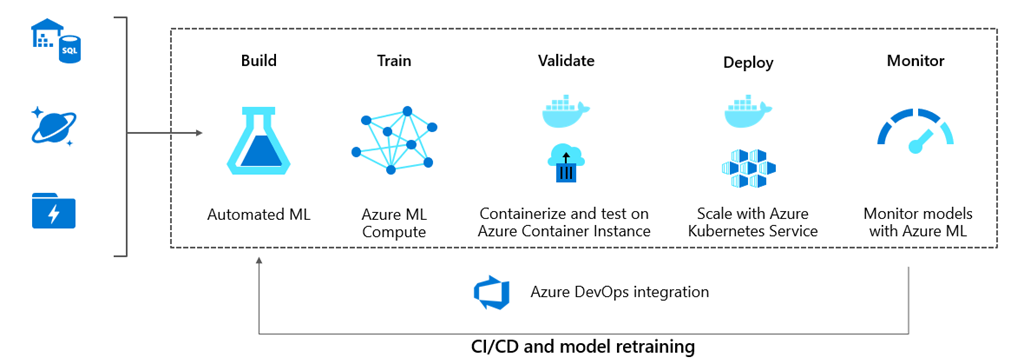 SQL
Build
Train
Validate
Deploy
Monitor
Automated ML
Azure ML
Compute
Containerize and test on
Azure Container Instance
Scale with Azure
Kubernetes Service
Monitor models
with Azure ML
Azure DevOps integration
CI/CD and model retraining